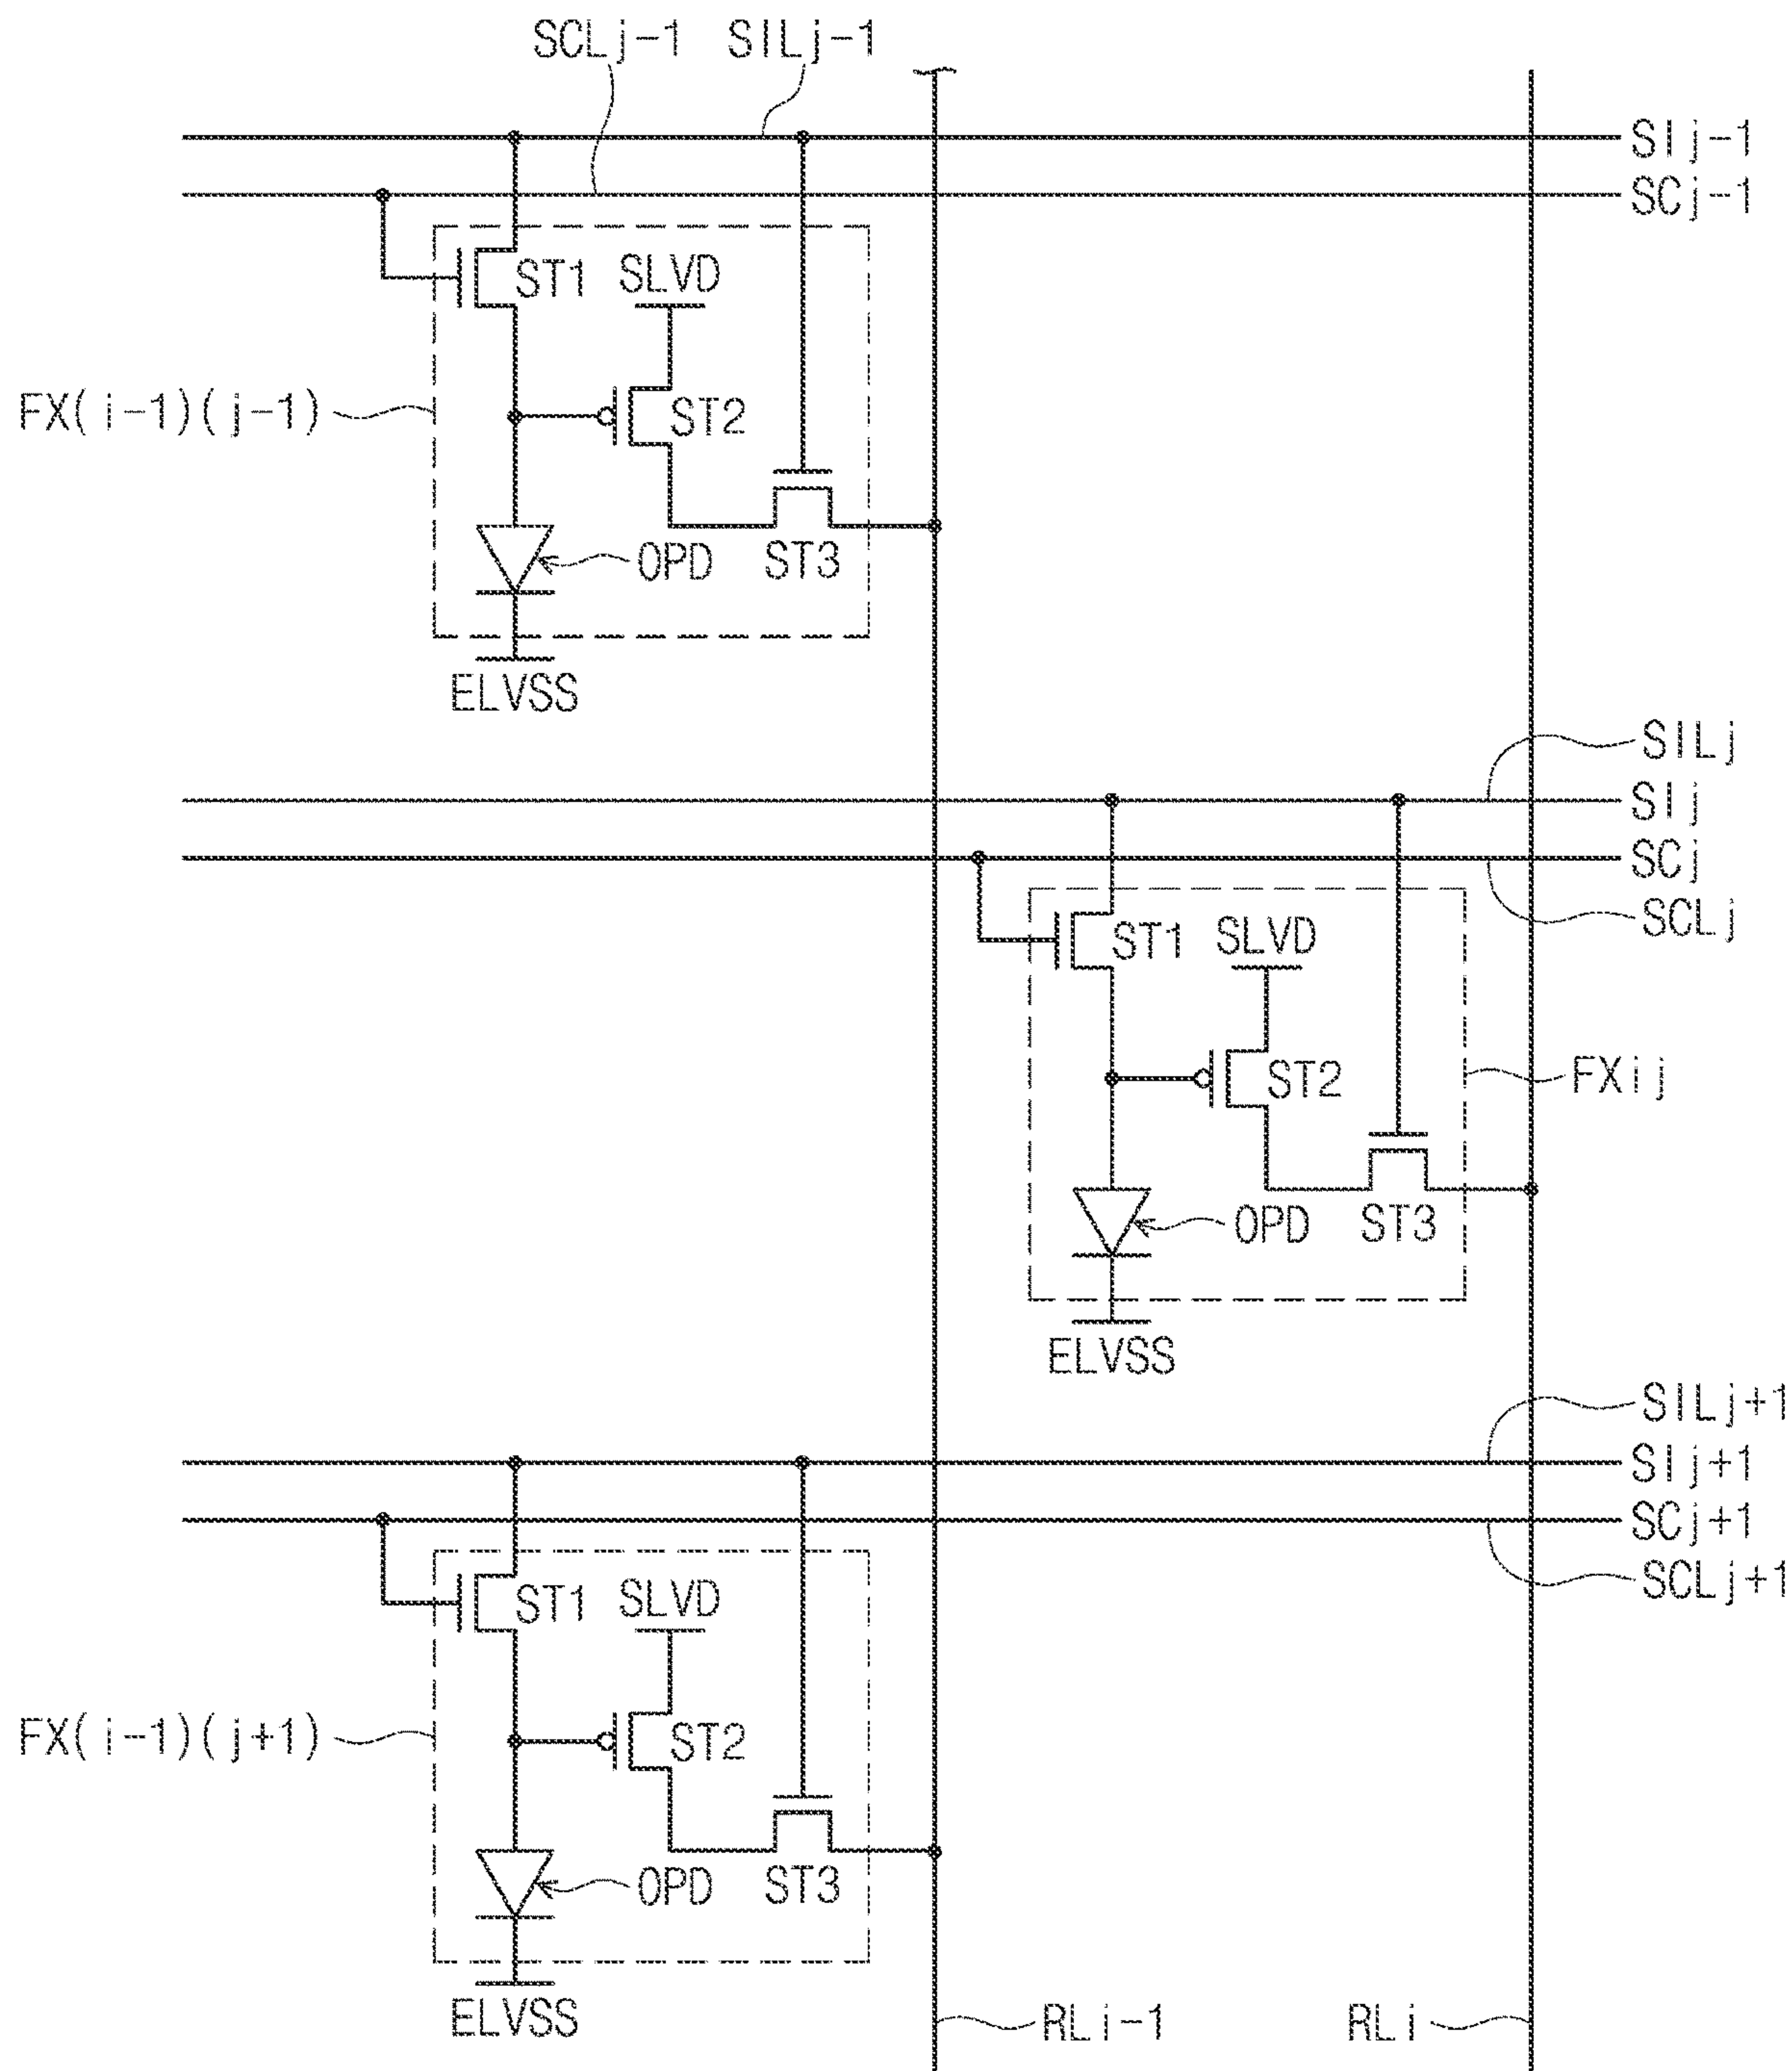 SCLj-1 SILj-1
SIj-1
SCj-1
ST1 SLVD
FX(i-1)(j-1)
ST2
OPD ST3
ELVSS
SILj
SIj
SCj
SCLj
ST1 SLVD
ST2
FXij
OPD ST3
ELVSS
SILj+1
SIj+1
SCj+1
SCLj+1
ST1 SLVD
FX(i-1)(j+1)
ST2
OPD ST3
ELVSS
RLi-1 RLi